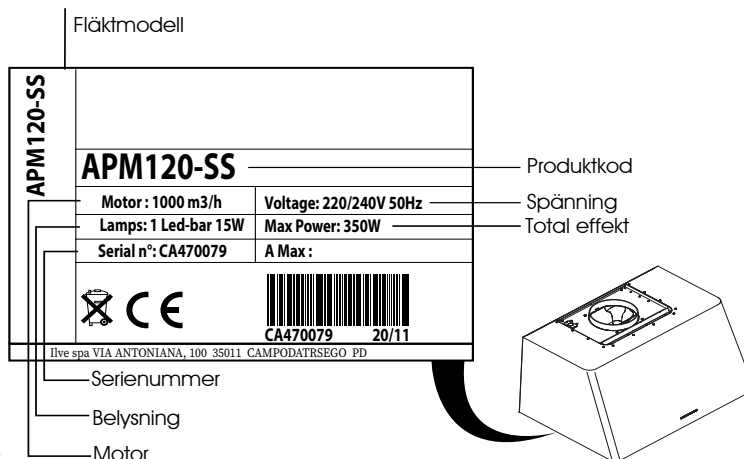 Fläktmodell
APM120-SS
APM120-SS
Produktkod
Motor : 1000 m3/h
Voltage: 220/240V 50Hz
Spänning
Lamps: 1 Led-bar 15W
Max Power: 350W
Total effekt
Serial n°: CA470079
A Max :
CE
CA470079 20/11
Ilve spa VIA ANTONIANA, 100 35011 CAMPODATRSEGO PD
Serienummer
Belysning
Motor